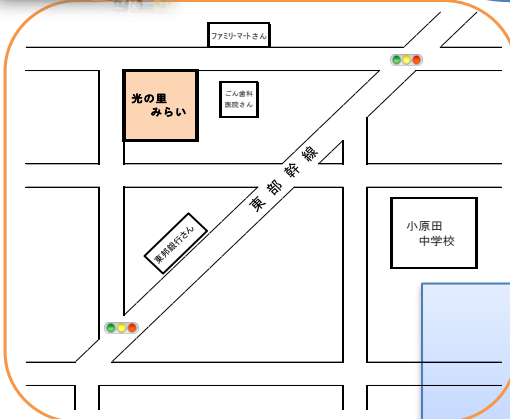 ファミリーマートさん
光の里
みらい
ごん歯科
医院さん
東部幹線
東邦銀行さん
小原田
中学校